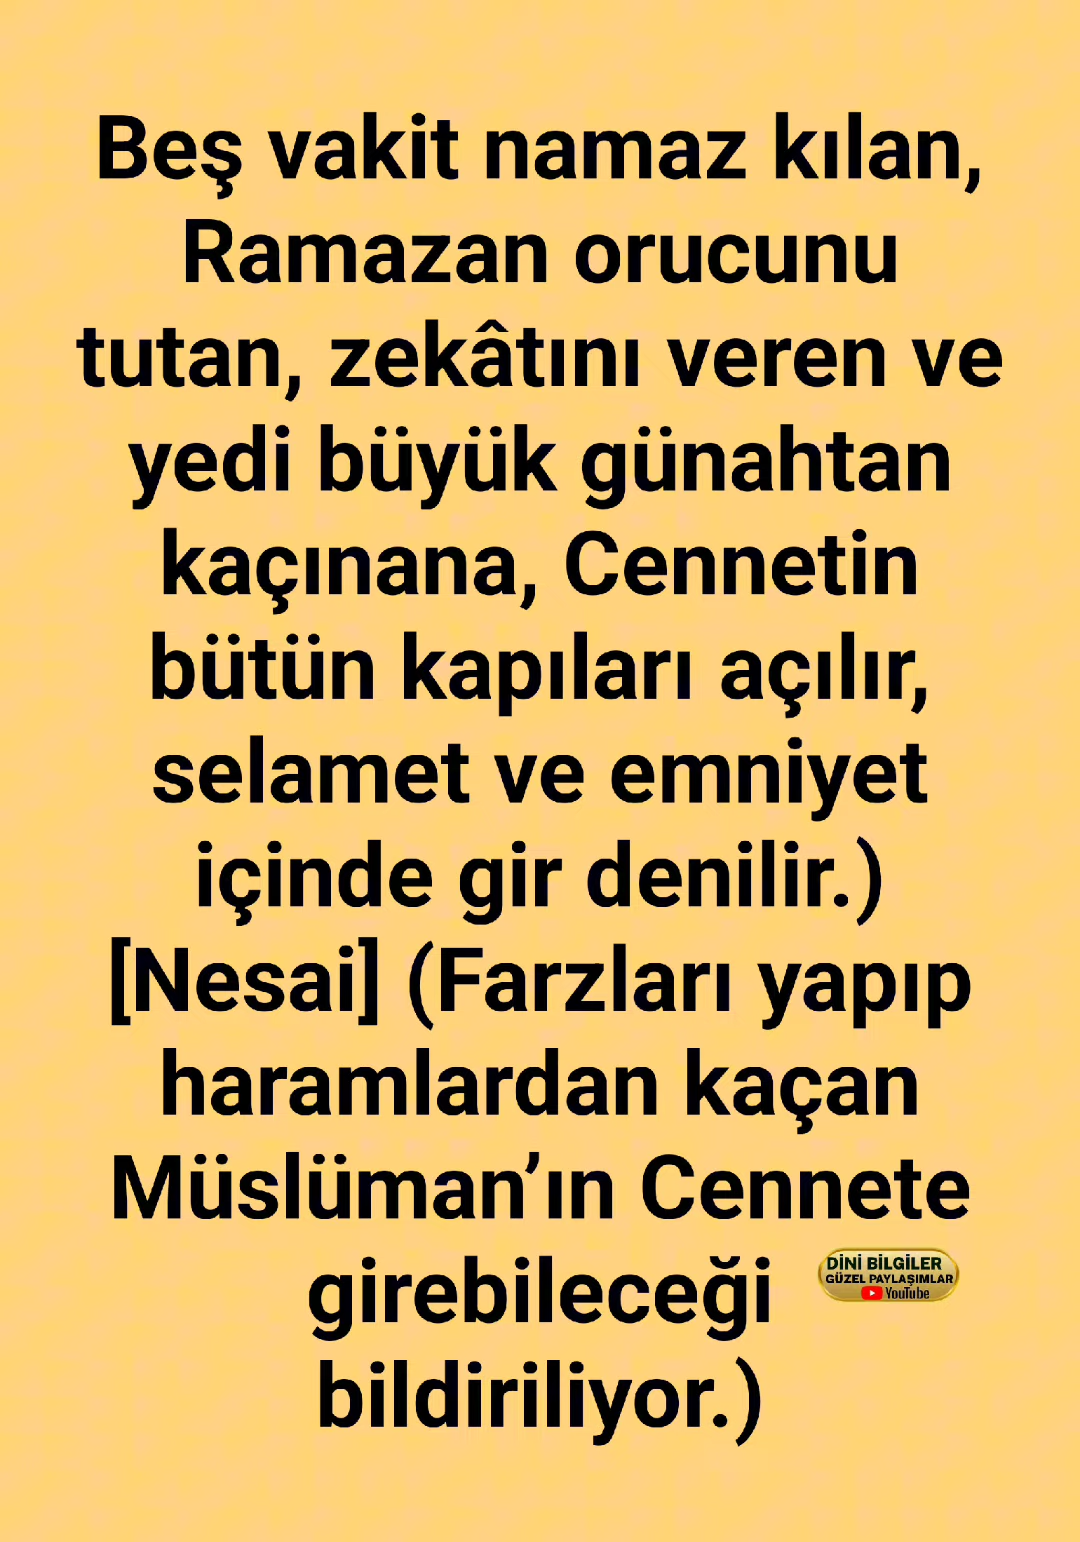 Beş vakit namaz kılan,
Ramazan orucunu
tutan, zekâtını veren ve
yedi büyük günahtan
kaçınana, Cennetin
bütün kapıları açılır,
selamet ve emniyet
içinde gir denilir.)
[Nesai] (Farzları yapıp
haramlardan kaçan
Müslüman’ın Cennete
girebileceği
bildiriliyor.)
DİNİ BİLGİLER
GÜZEL PAYLAŞIMLAR
YouTube